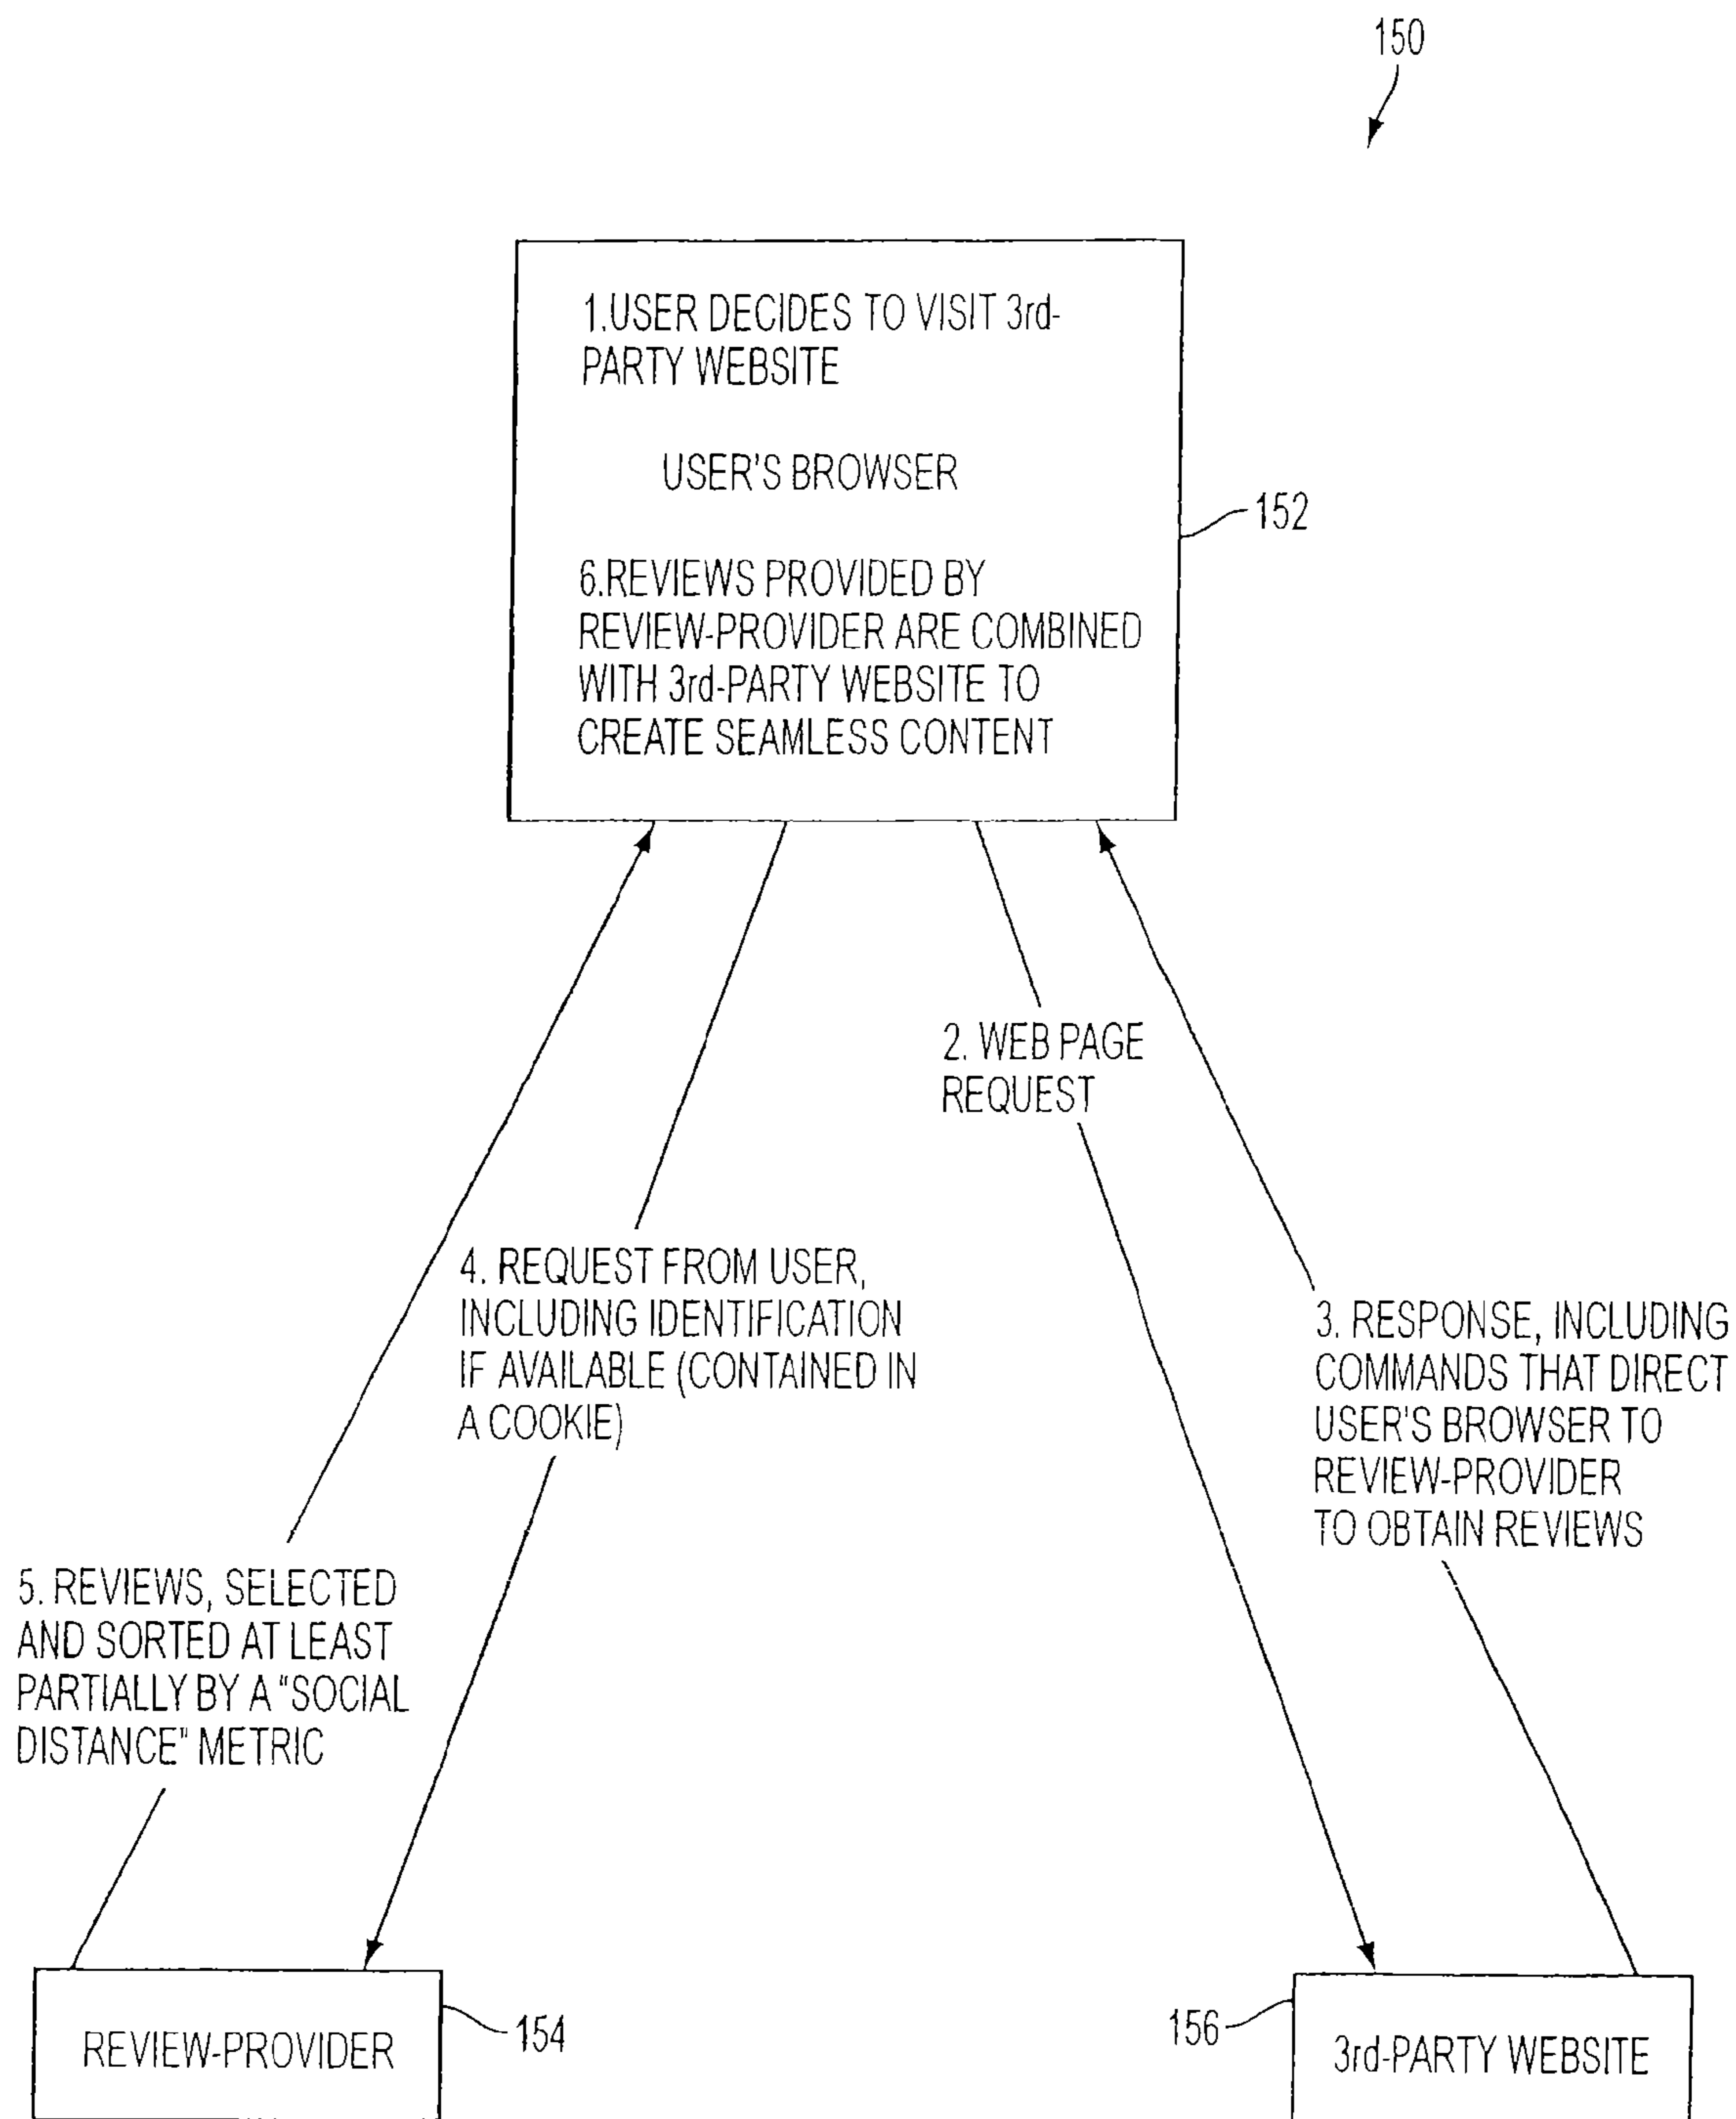 150
1.USER DECIDES TO VISIT 3rd-
PARTY WEBSITE
USER'S BROWSER
152
6.REVIEWS PROVIDED BY
REVIEW-PROVIDER ARE COMBINED
WITH 3rd-PARTY WEBSITE TO
CREATE SEAMLESS CONTENT
2. WEB PAGE
REQUEST
4. REQUEST FROM USER,
INCLUDING IDENTIFICATION
IF AVAILABLE (CONTAINED IN
A COOKIE)
3. RESPONSE, INCLUDING
COMMANDS THAT DIRECT
USER'S BROWSER TO
REVIEW-PROVIDER
TO OBTAIN REVIEWS
5. REVIEWS, SELECTED
AND SORTED AT LEAST
PARTIALLY BY A "SOCIAL
DISTANCE" METRIC
REVIEW-PROVIDER
154
156
3rd-PARTY WEBSITE